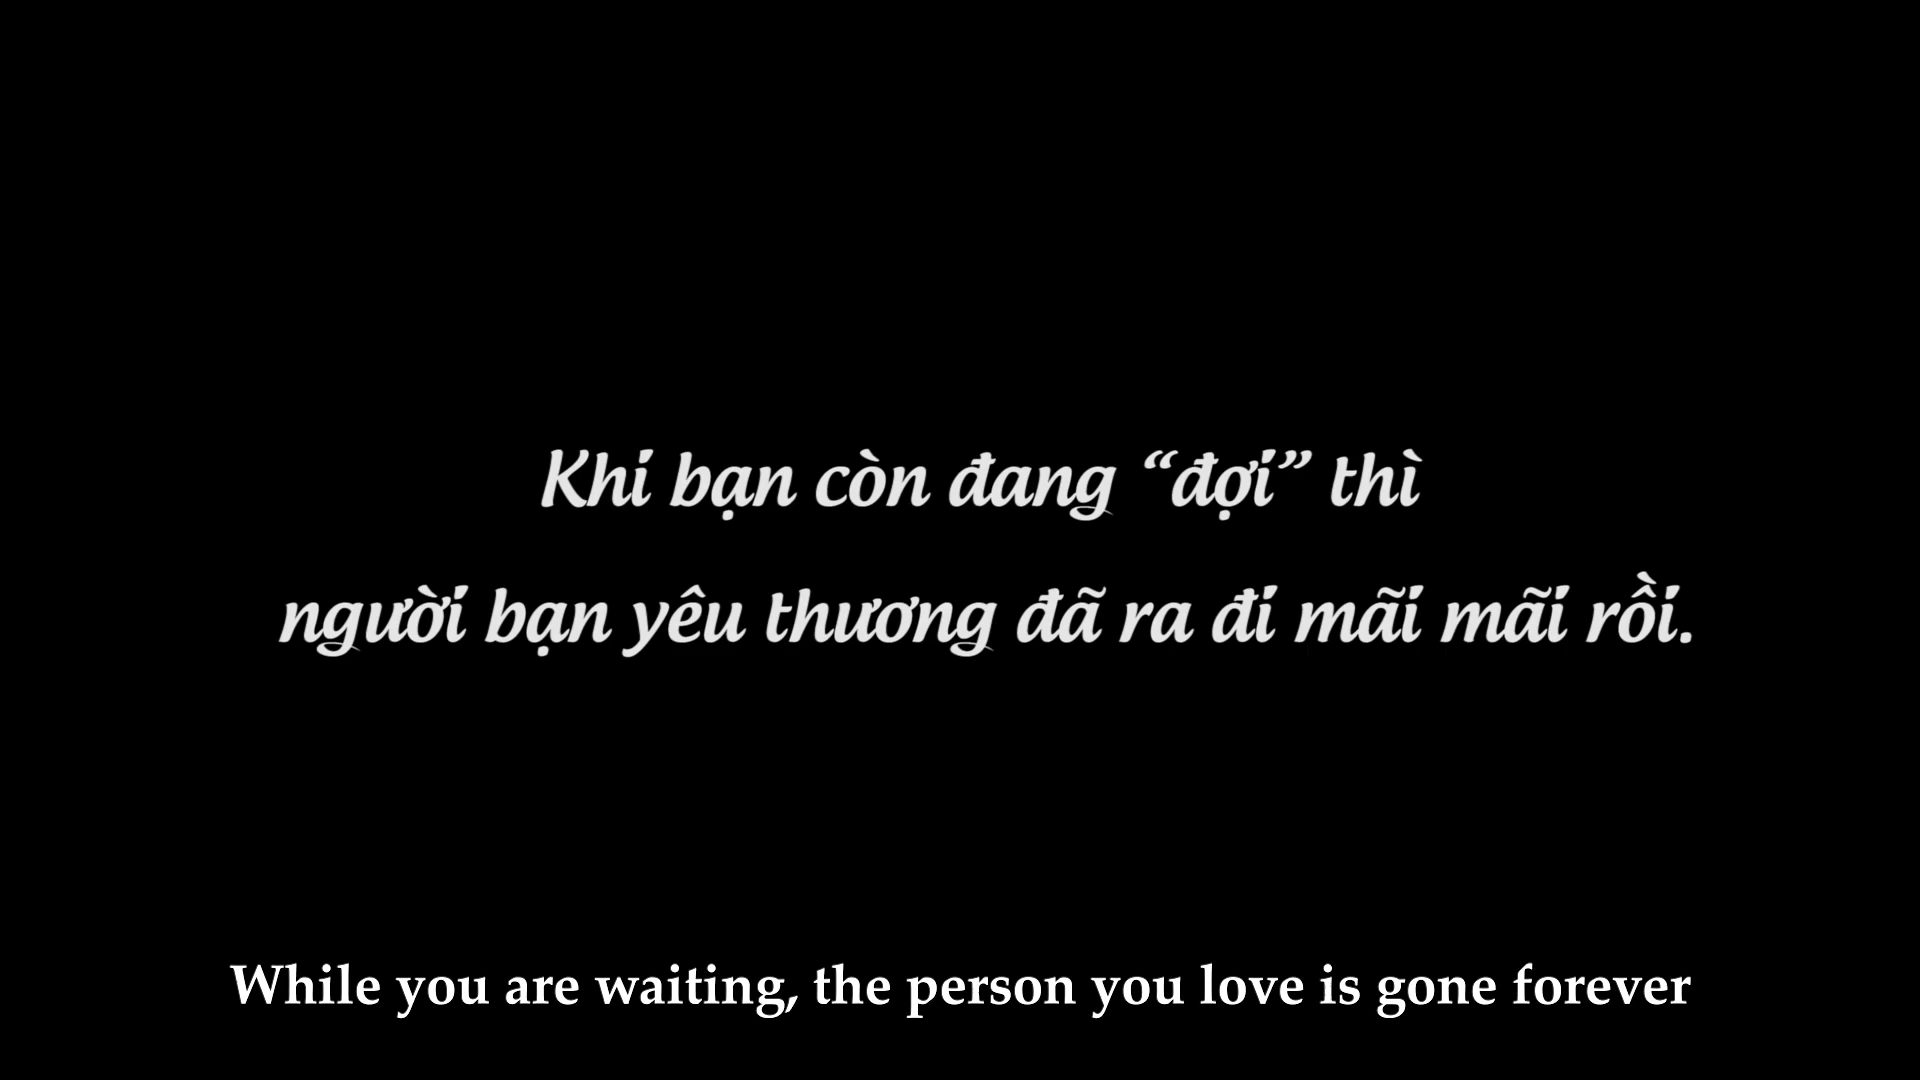 Khi bạn còn đang “đợi” thì
người bạn yêu thương đã ra đi mãi mãi rồi.
While you are waiting, the person you love is gone forever